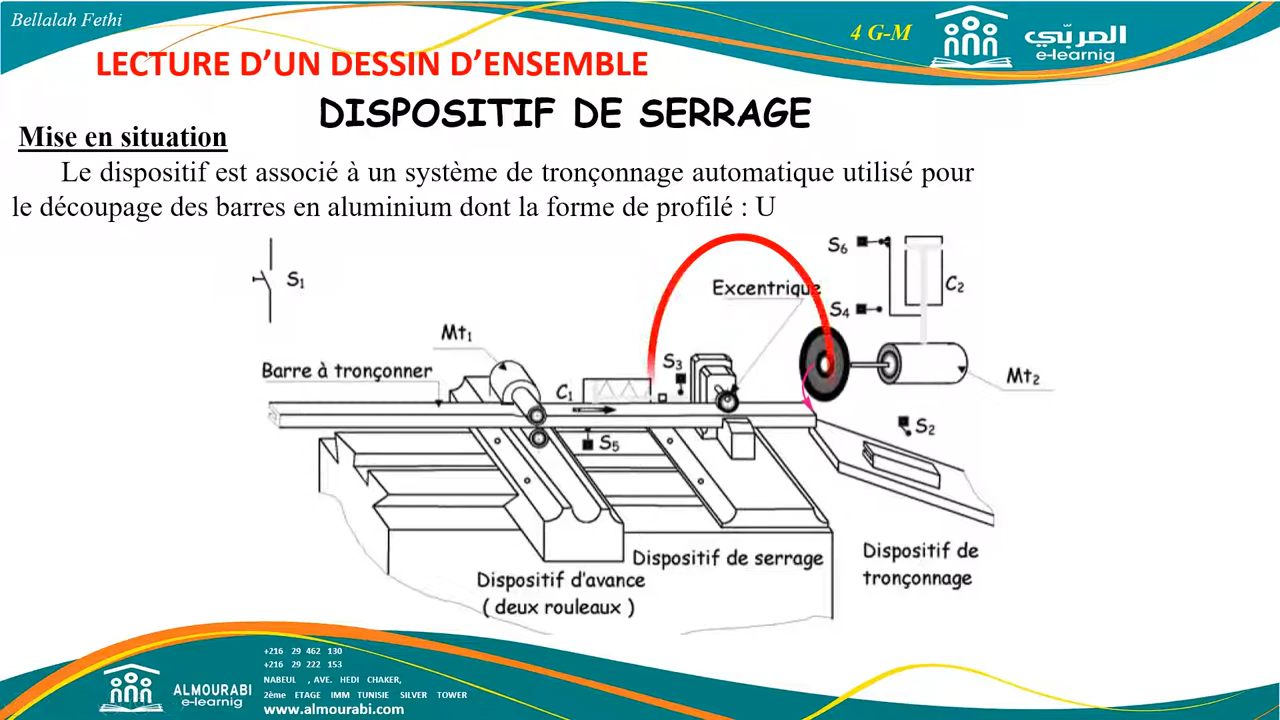 Bellalah Fethi
4 G-M
المربّي
e-learnig
LECTURE D’UN DESSIN D’ENSEMBLE
DISPOSITIF DE SERRAGE
Mise en situation
Le dispositif est associé à un système de tronçonnage automatique utilisé pour
le découpage des barres en aluminium dont la forme de profilé : U
S6
S1
Excentrique
C2
S4
Mt1
S3
Barre à tronçonner
C1
Mt2
S5
S2
Dispositif de serrage
Dispositif de
tronçonnage
Dispositif d’avance
( deux rouleaux )
+216 29 462 130
+216 29 222 153
NABEUL , AVE. HEDI CHAKER,
2ème ETAGE IMM TUNISIE SILVER TOWER
www.almourabi.com
ALMOURABI
e-learnig